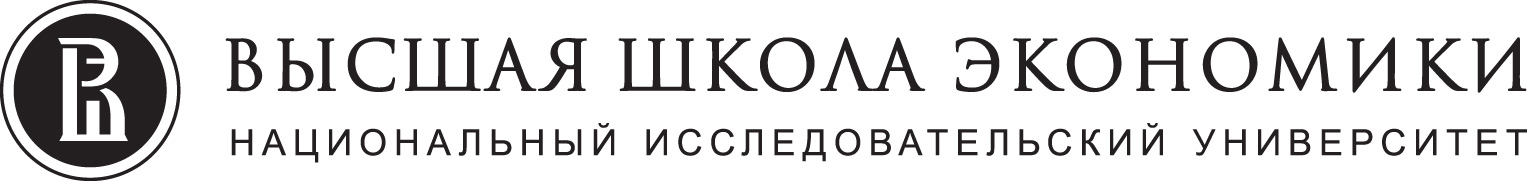 ВЫСШАЯ ШКОЛА ЭКОНОМИКИ
НАЦИОНАЛЬНЫЙ ИССЛЕДОВАТЕЛЬСКИЙ УНИВЕРСИТЕТ